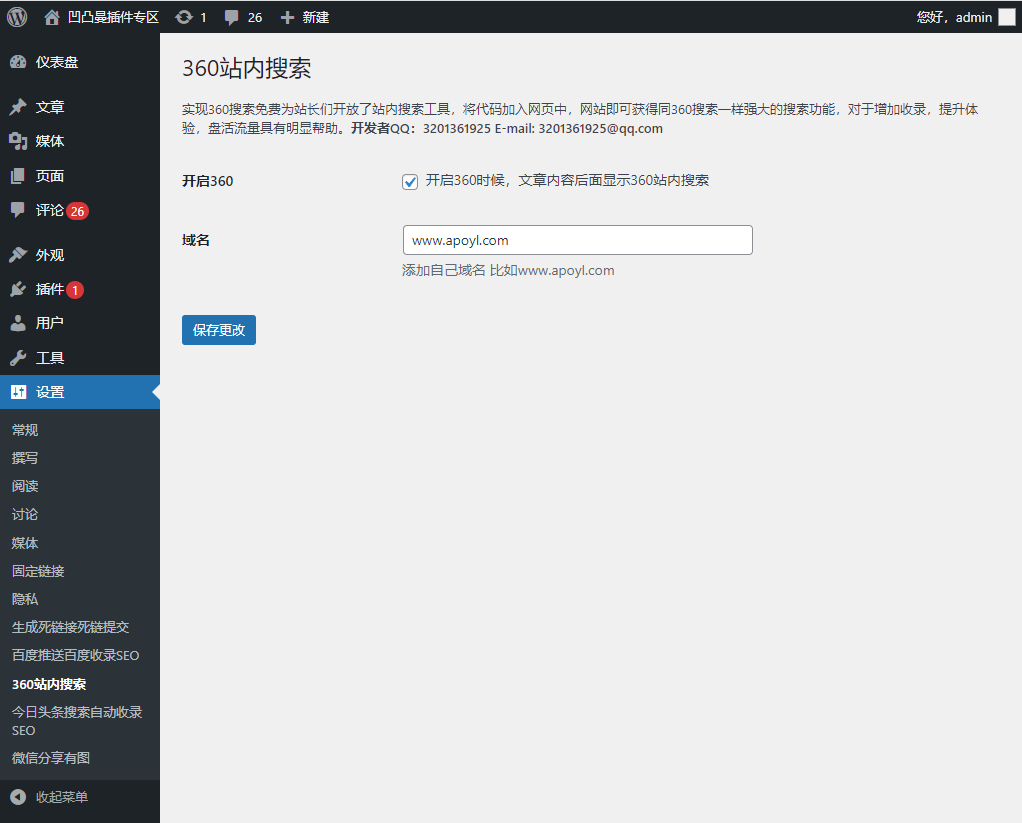 凹凸曼插件专区 1 26 新建 您好，admin
仪表盘
文章
媒体
页面
评论 26
外观
插件 1
用户
工具
设置
常规
撰写
阅读
讨论
媒体
固定链接
隐私
生成死链接死链提交
百度推送百度收录SEO
360站内搜索
今日头条搜索自动收录
SEO
微信分享有图
收起菜单
360站内搜索
实现360搜索免费为站长们开放了站内搜索工具，将代码加入网页中，网站即可获得同360搜索一样强大的搜索功能，对于增加收录，提升体
验，盘活流量具有明显帮助。开发者QQ：3201361925 E-mail: 3201361925@qq.com
开启360
开启360时候，文章内容后面显示360站内搜索
域名
www.apoyl.com
添加自己域名 比如www.apoyl.com
保存更改